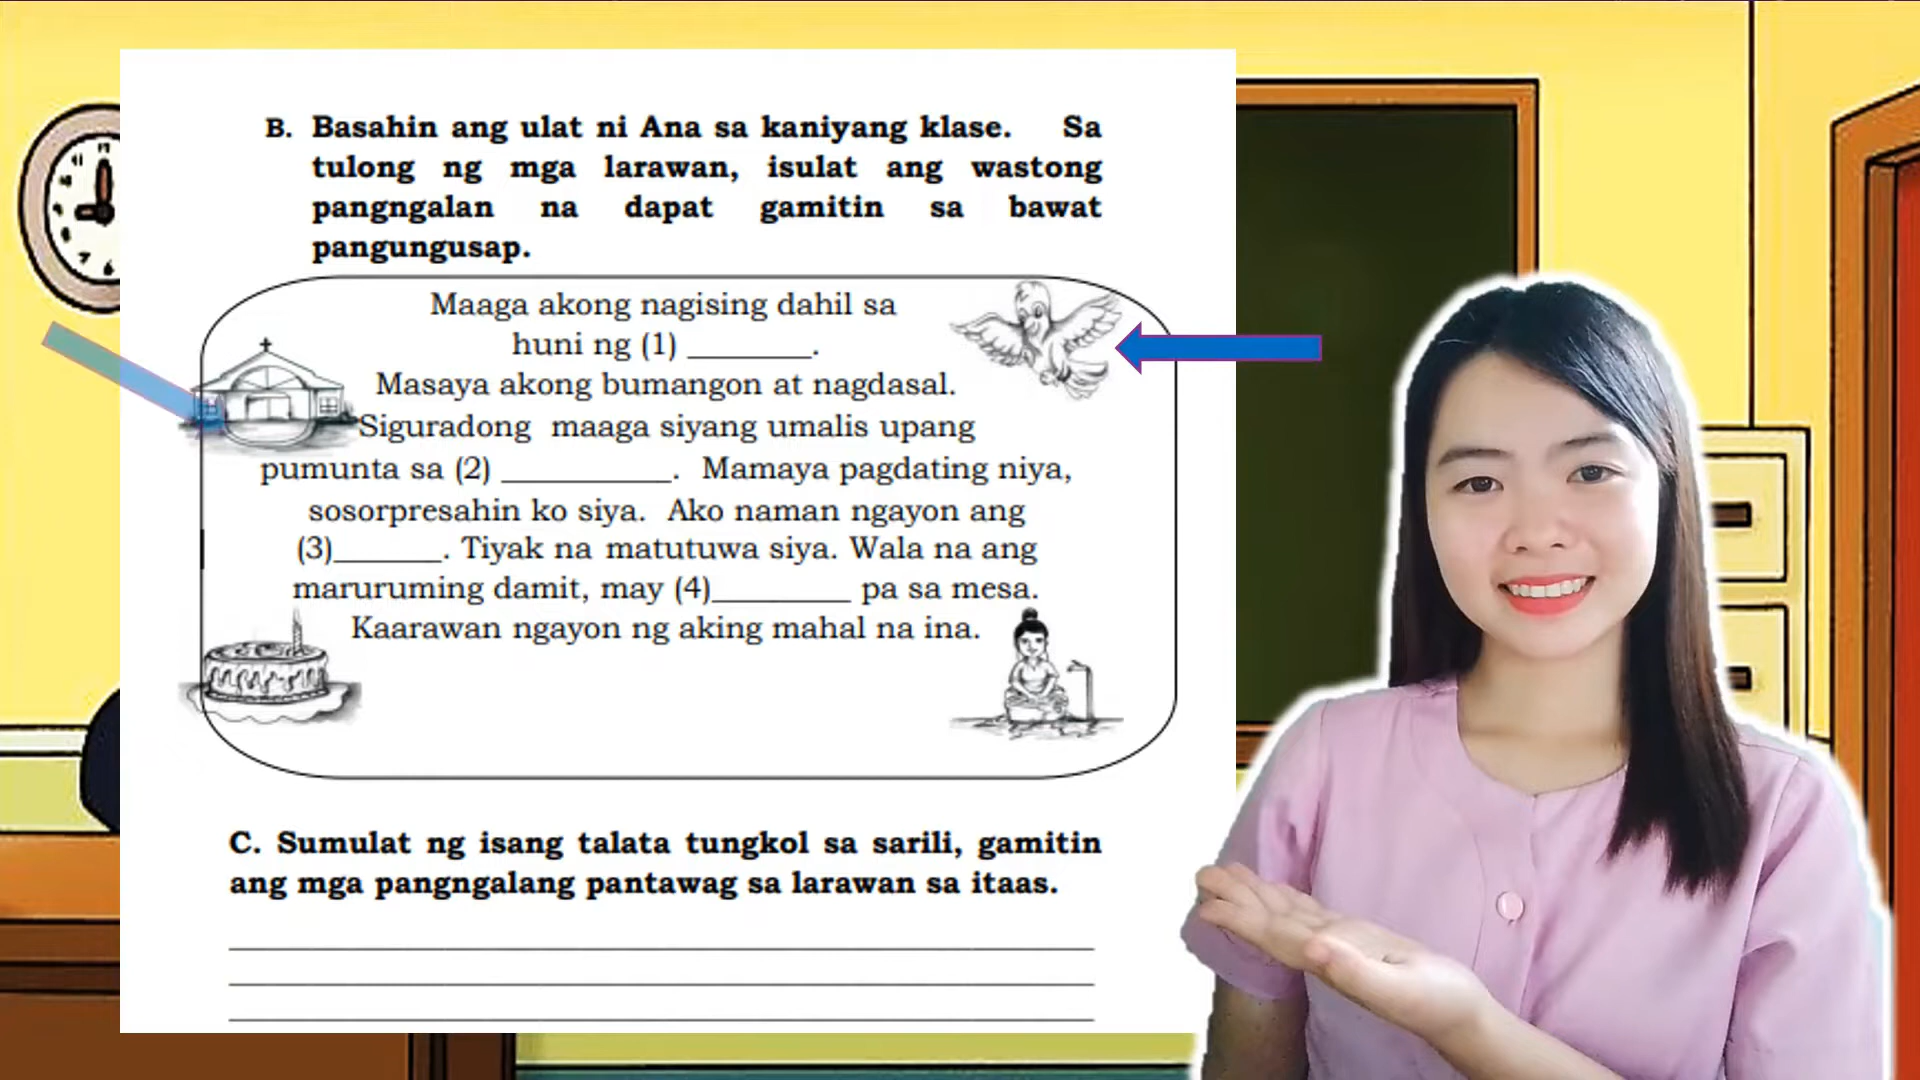 B. Basahin ang ulat ni Ana sa kaniyang klase. Sa
tulong ng mga larawan, isulat ang wastong
pangngalan na dapat gamitin sa bawat
pangungusap.
Maaga akong nagising dahil sa
huni ng (1) ________.
Masaya akong bumangon at nagdasal.
Siguradong maaga siyang umalis upang
pumunta sa (2) ___________. Mamaya pagdating niya,
sosorpresahin ko siya. Ako naman ngayon ang
(3)_______. Tiyak na matutuwa siya. Wala na ang
maruruming damit, may (4)_________ pa sa mesa.
Kaarawan ngayon ng aking mahal na ina.
C. Sumulat ng isang talata tungkol sa sarili, gamitin
ang mga pangngalang pantawag sa larawan sa itaas.